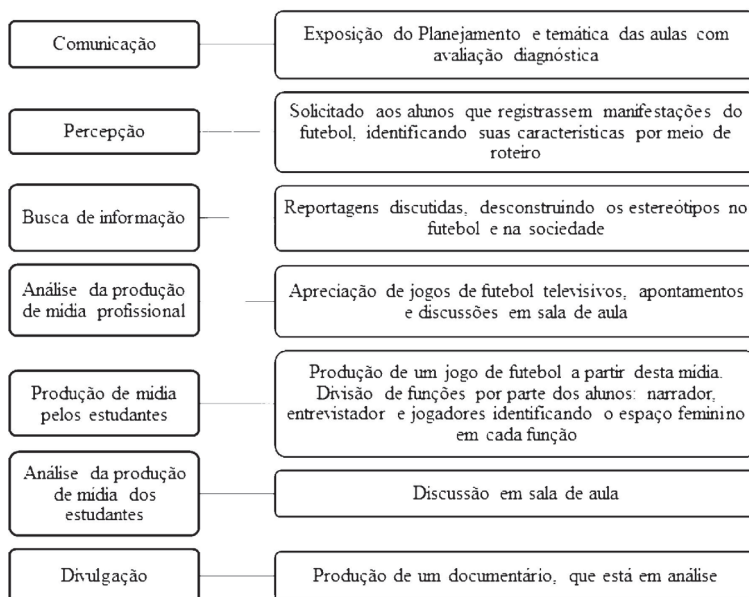 Comunicação
Exposição do Planejamento e temática das aulas com
avaliação diagnóstica
Percepção
Solicitado aos alunos que registrassem manifestações do
futebol, identificando suas características por meio de
roteiro
Busca de informação
Reportagens discutidas, desconstruindo os estereótipos no
futebol e na sociedade
Análise da produção
de mídia profissional
Apreciação de jogos de futebol televisivos, apontamentos
e discussões em sala de aula
Produção de mídia
pelos estudantes
Produção de um jogo de futebol a partir desta mídia.
Divisão de funções por parte dos alunos: narrador,
entrevistador e jogadores identificando o espaço feminino
em cada função
Análise da produção
de mídia dos
estudantes
Discussão em sala de aula
Divulgação
Produção de um documentário, que está em análise